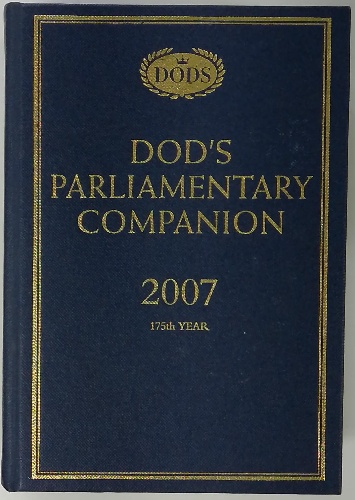 DODS
DOD'S
PARLIAMENTARY
COMPANION
2007
175th YEAR